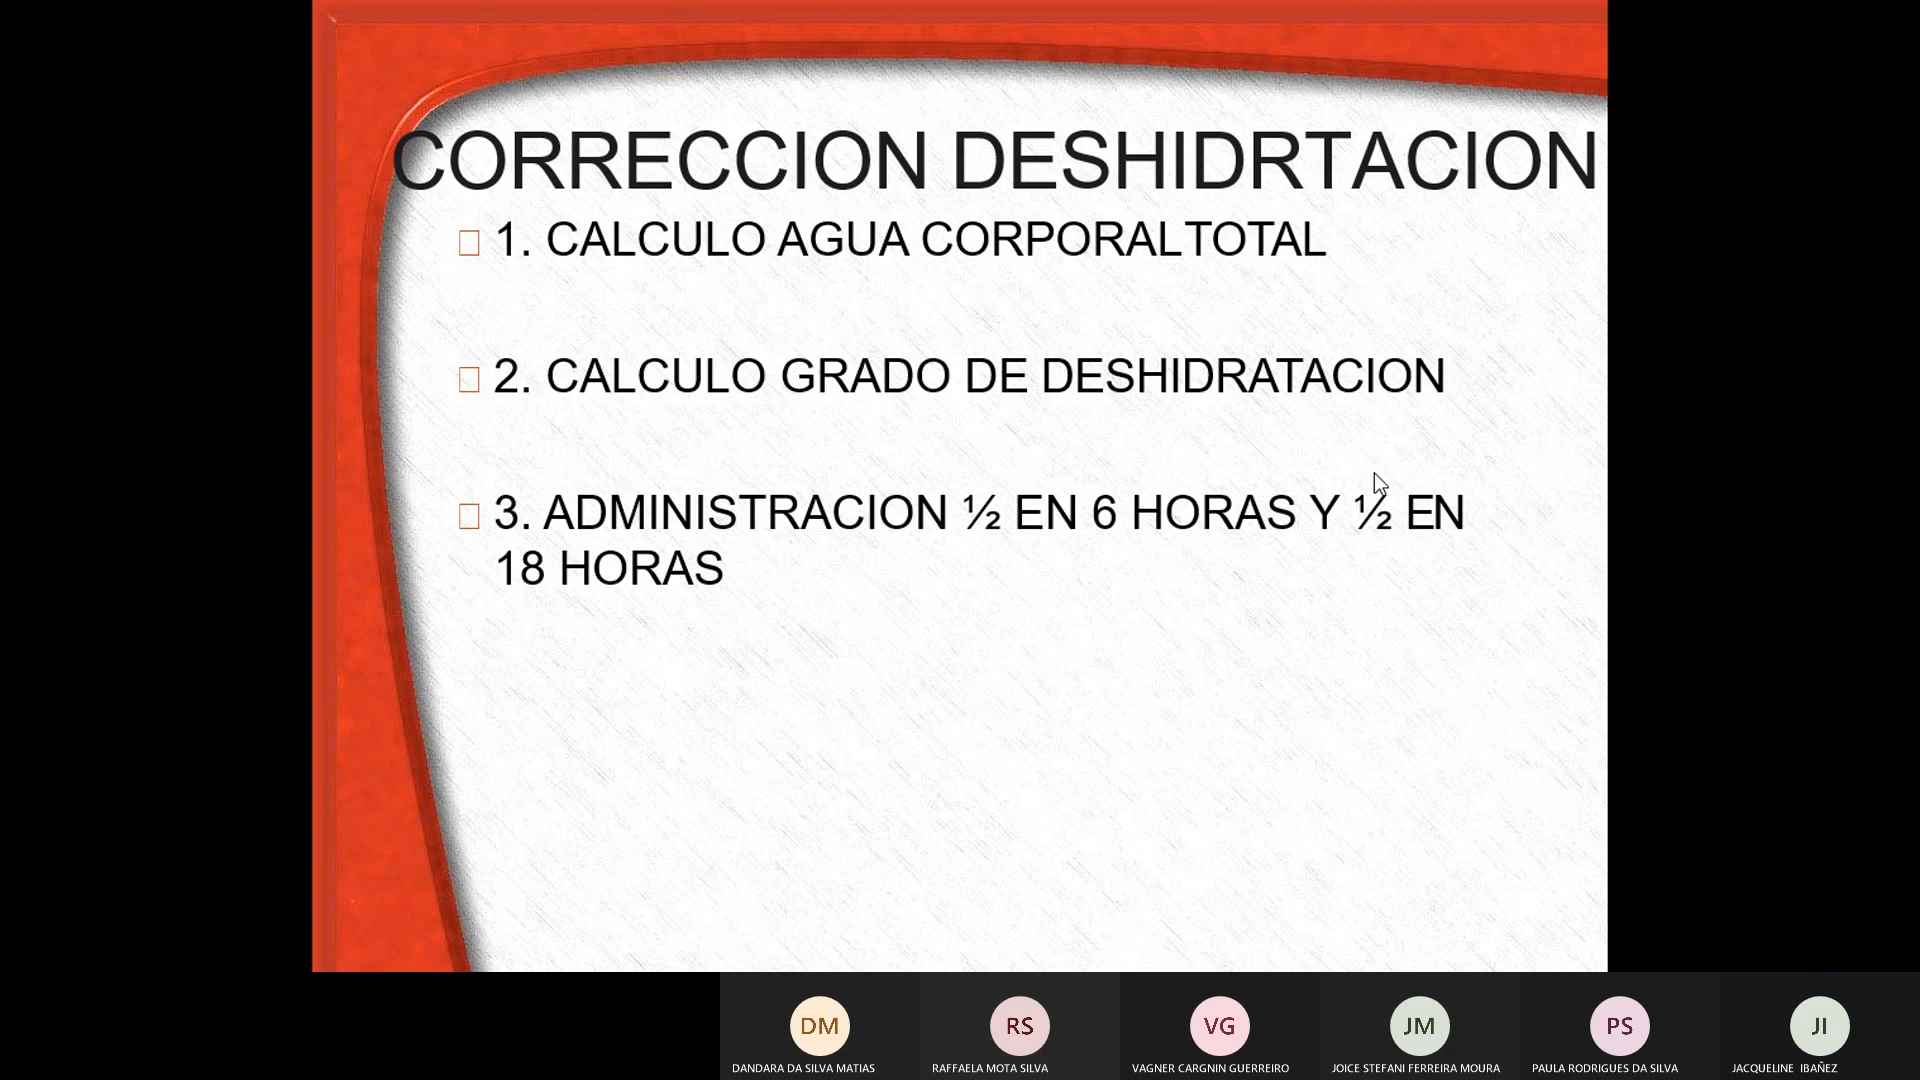 CORRECCION DESHIDRTACION
1. CALCULO AGUA CORPORALTOTAL
2. CALCULO GRADO DE DESHIDRATACION
3. ADMINISTRACION ½ EN 6 HORAS Y ½ EN
18 HORAS
DM
RS
VG
JM
PS
JI
DANDARA DA SILVA MATIAS
RAFFAELA MOTA SILVA
VAGNER CARGNIN GUERREIRO
JOICE STEFANI FERREIRA MOURA
PAULA RODRIGUES DA SILVA
JACQUELINE IBAÑEZ